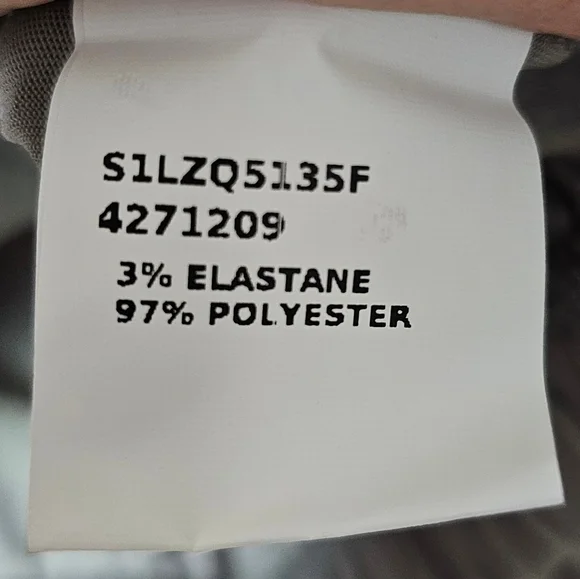 S1LZQ5135F
4271209
3% ELASTANE
97% POLYESTER